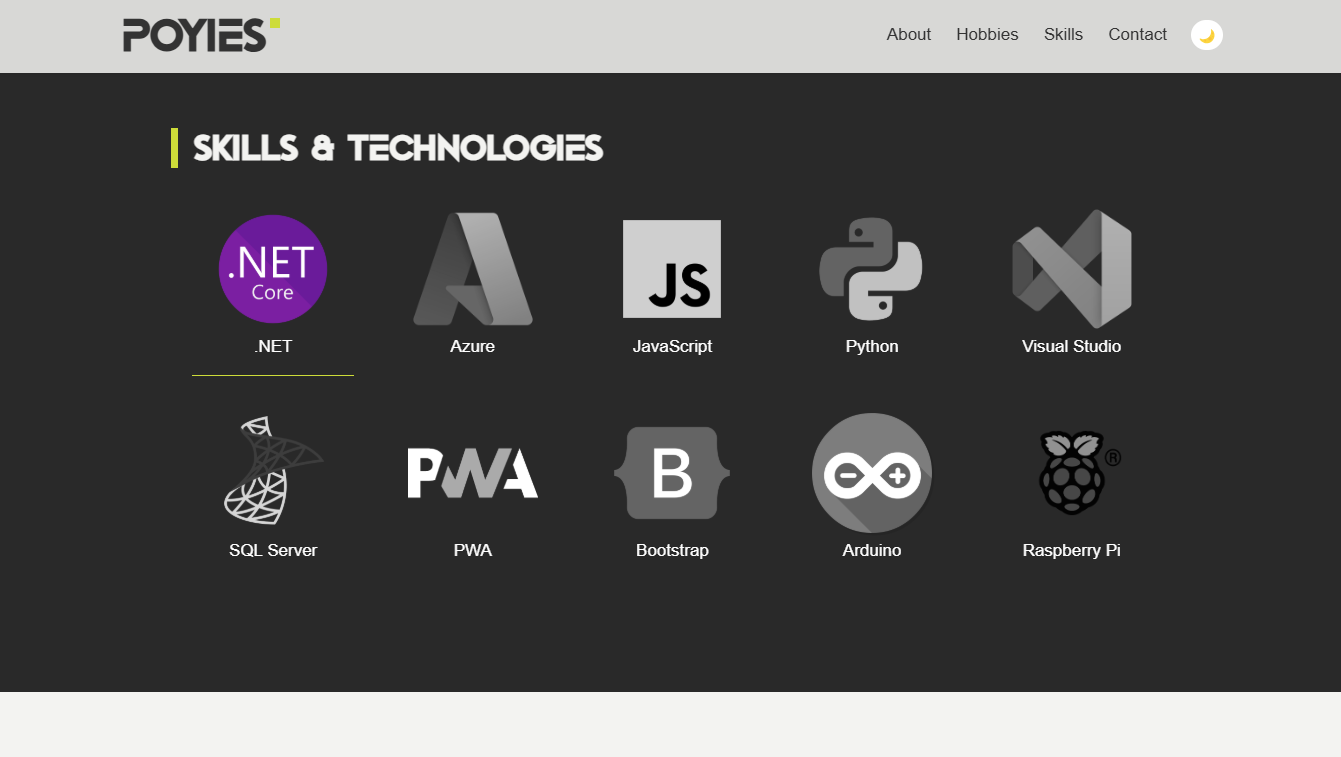 POYIES
About Hobbies Skills Contact
SKILLS & TECHNOLOGIES
.NET
Core
JS
®
.NET Azure JavaScript Python Visual Studio
PWA
B
SQL Server PWA Bootstrap Arduino Raspberry Pi